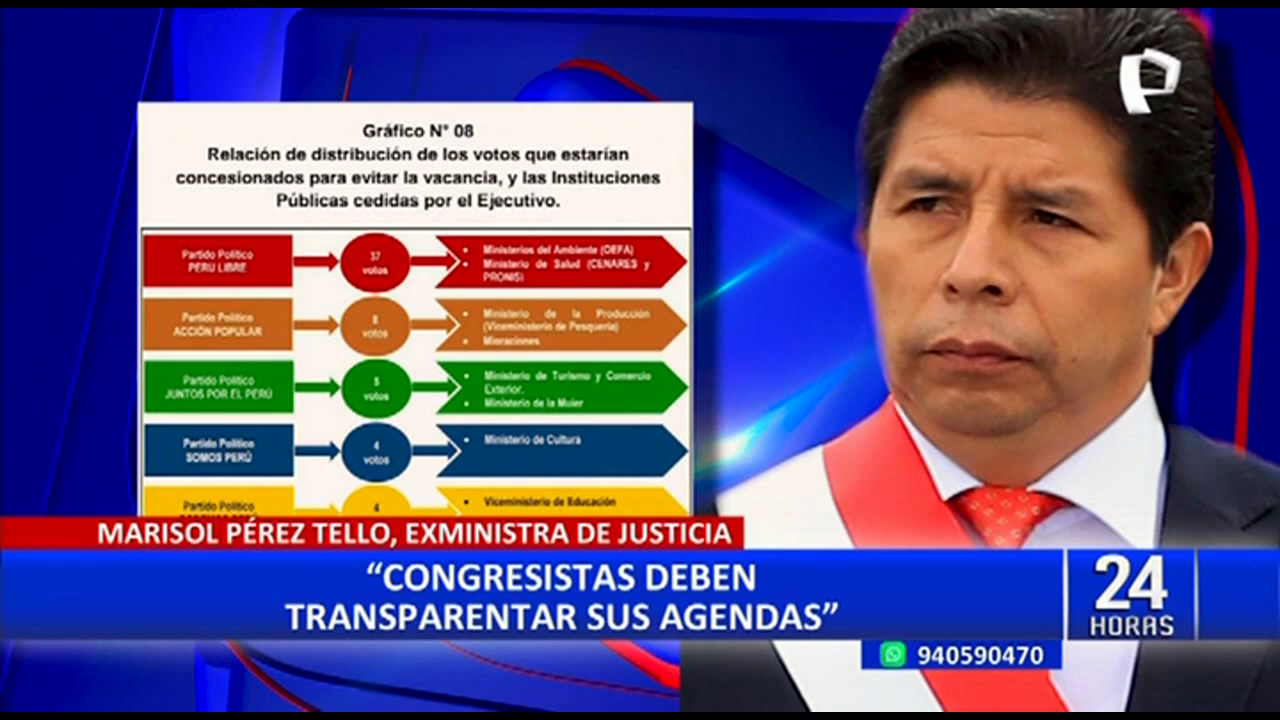 Gráfico N° 08
Relación de distribución de los votos que estarían
concesionados para evitar la vacancia, y las Instituciones
Públicas cedidas por el Ejecutivo.
Partido Político
PERÚ LIBRE
37
votos
• Ministerios del Ambiente (OEFA)
• Ministerio de Salud (CENARES y
PRONIS)
Partido Político
ACCIÓN POPULAR
8
votos
• Ministerio de la Producción
(Viceministerio de Pesquería)
• Migraciones
Partido Político
JUNTOS POR EL PERÚ
5
votos
• Ministerio de Turismo y Comercio
Exterior.
• Ministerio de la Mujer
Partido Político
SOMOS PERÚ
4
votos
• Ministerio de Cultura
Partido Político
4
• Viceministerio de Educación
MARISOL PÉREZ TELLO, EXMINISTRA DE JUSTICIA
“CONGRESISTAS DEBEN
TRANSPARENTAR SUS AGENDAS”
24
HORAS
940590470